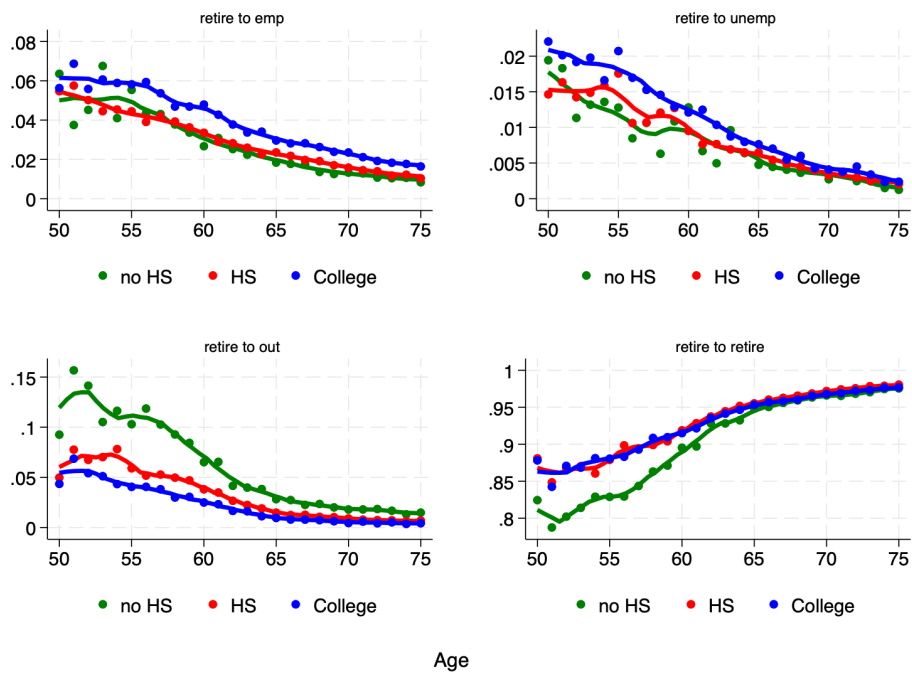 retire to emp
.08
.06
.04
.02
0
50 55 60 65 70 75
no HS HS College
retire to unemp
.02
.015
.01
.005
0
50 55 60 65 70 75
no HS HS College
retire to out
.15
.1
.05
0
50 55 60 65 70 75
no HS HS College
retire to retire
1
.95
.9
.85
.8
50 55 60 65 70 75
no HS HS College
Age